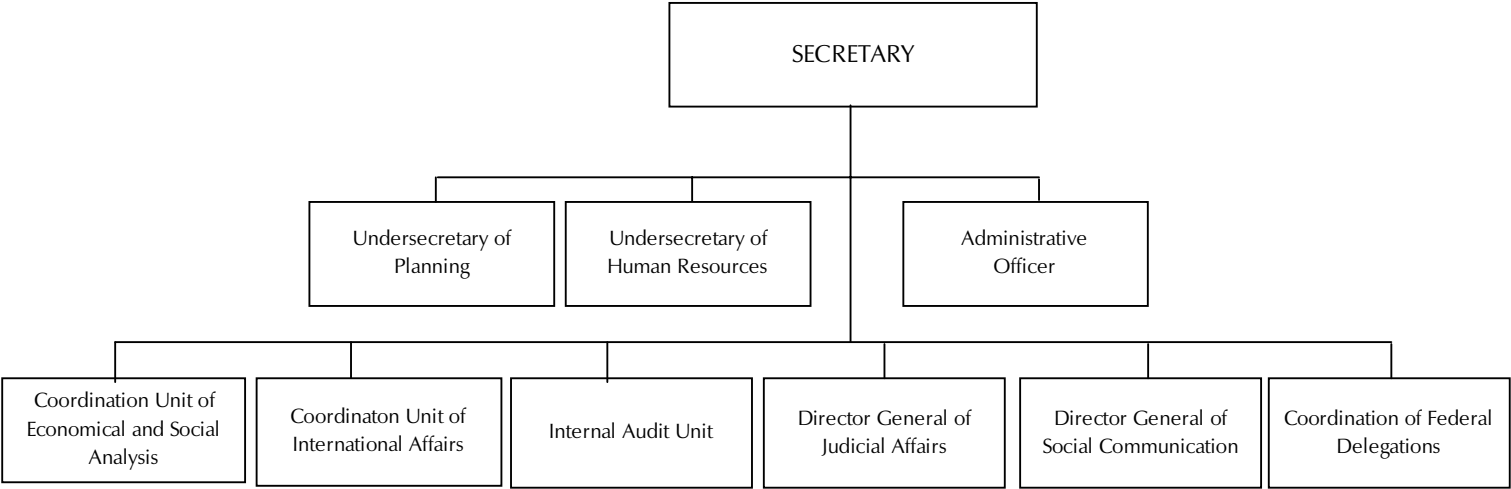 SECRETARY
Undersecretary of
Planning
Undersecretary of
Human Resources
Administrative
Officer
Coordination Unit of
Economical and Social
Analysis
Coordinaton Unit of
International Affairs
Internal Audit Unit
Director General of
Judicial Affairs
Director General of
Social Communication
Coordination of Federal
Delegations